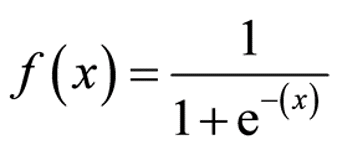 f(x) = 1 / (1+e^-(x))